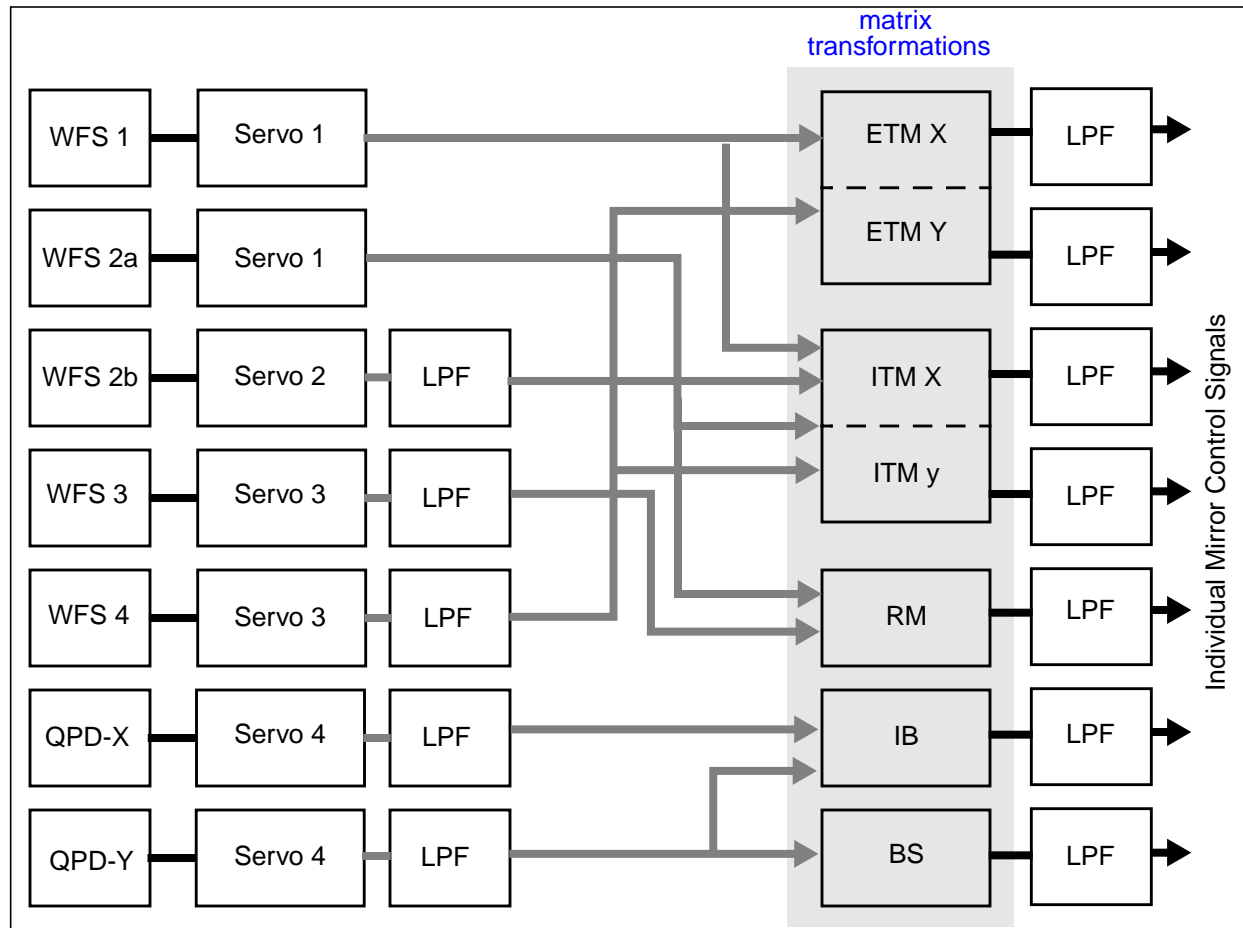 matrix
transformations
WFS 1
Servo 1
ETM X
LPF
WFS 2a
Servo 1
ETM Y
LPF
WFS 2b
Servo 2
LPF
ITM X
LPF
WFS 3
Servo 3
LPF
ITM y
LPF
WFS 4
Servo 3
LPF
RM
LPF
QPD-X
Servo 4
LPF
IB
LPF
QPD-Y
Servo 4
LPF
BS
LPF
Individual Mirror Control Signals